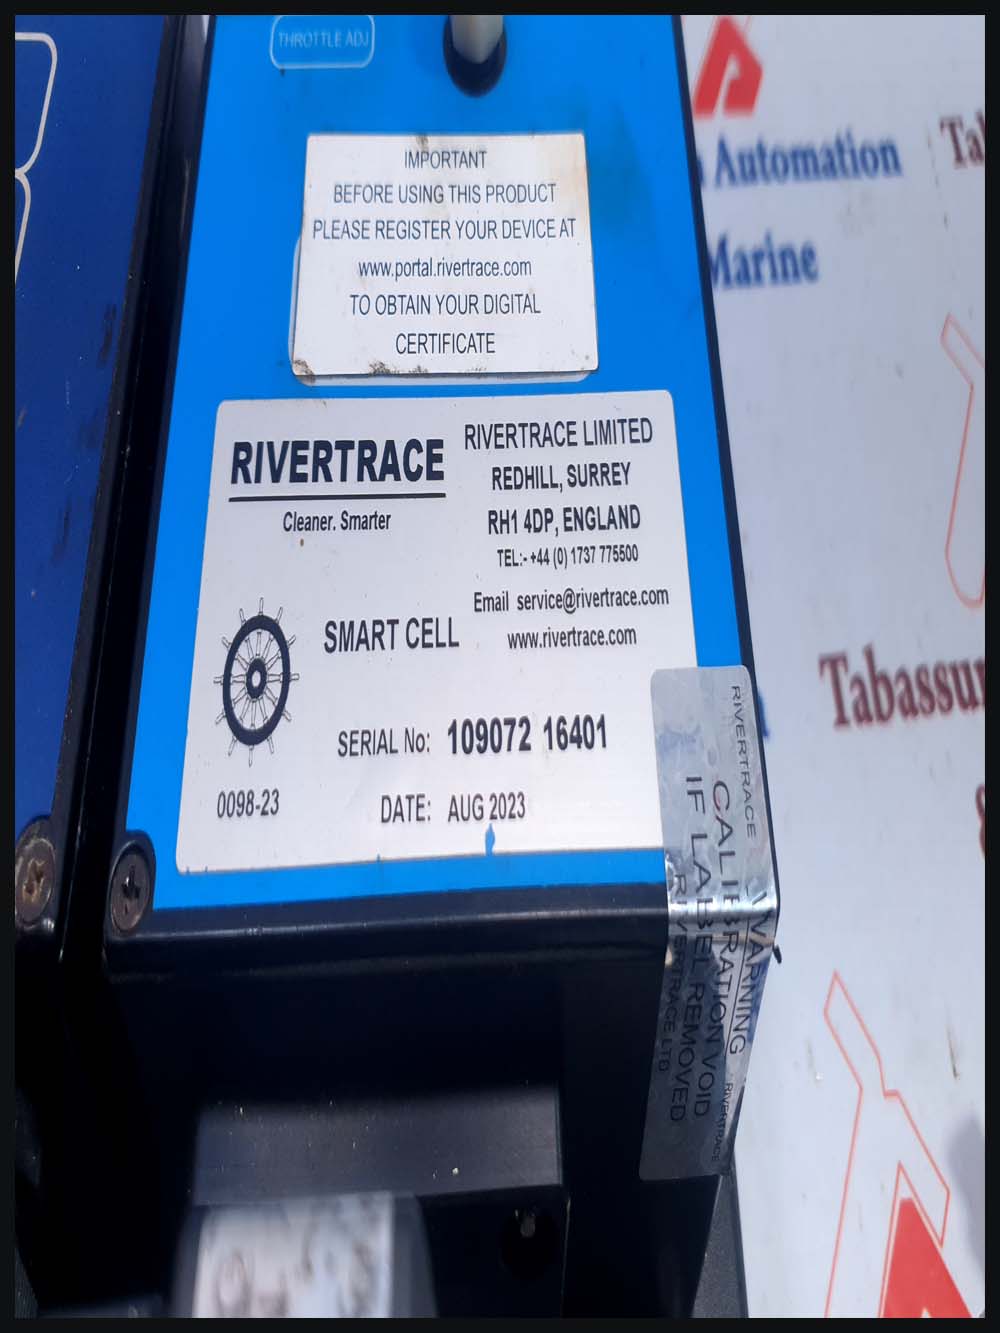 THROTTLE ADJ
IMPORTANT
BEFORE USING THIS PRODUCT
PLEASE REGISTER YOUR DEVICE AT
www.portal.rivertrace.com
TO OBTAIN YOUR DIGITAL
CERTIFICATE
RIVERTRACE
Cleaner. Smarter
RIVERTRACE LIMITED
REDHILL, SURREY
RH1 4DP, ENGLAND
TEL:- +44 (0) 1737 775500
Email service@rivertrace.com
www.rivertrace.com
SMART CELL
SERIAL No: 109072 16401
0098-23
DATE: AUG 2023
RIVERTRACE
WARNING
CALIBRATION VOID
IF LABEL REMOVED
RIVERTRACE LTD
RIVERTRACE
Automation
Marine